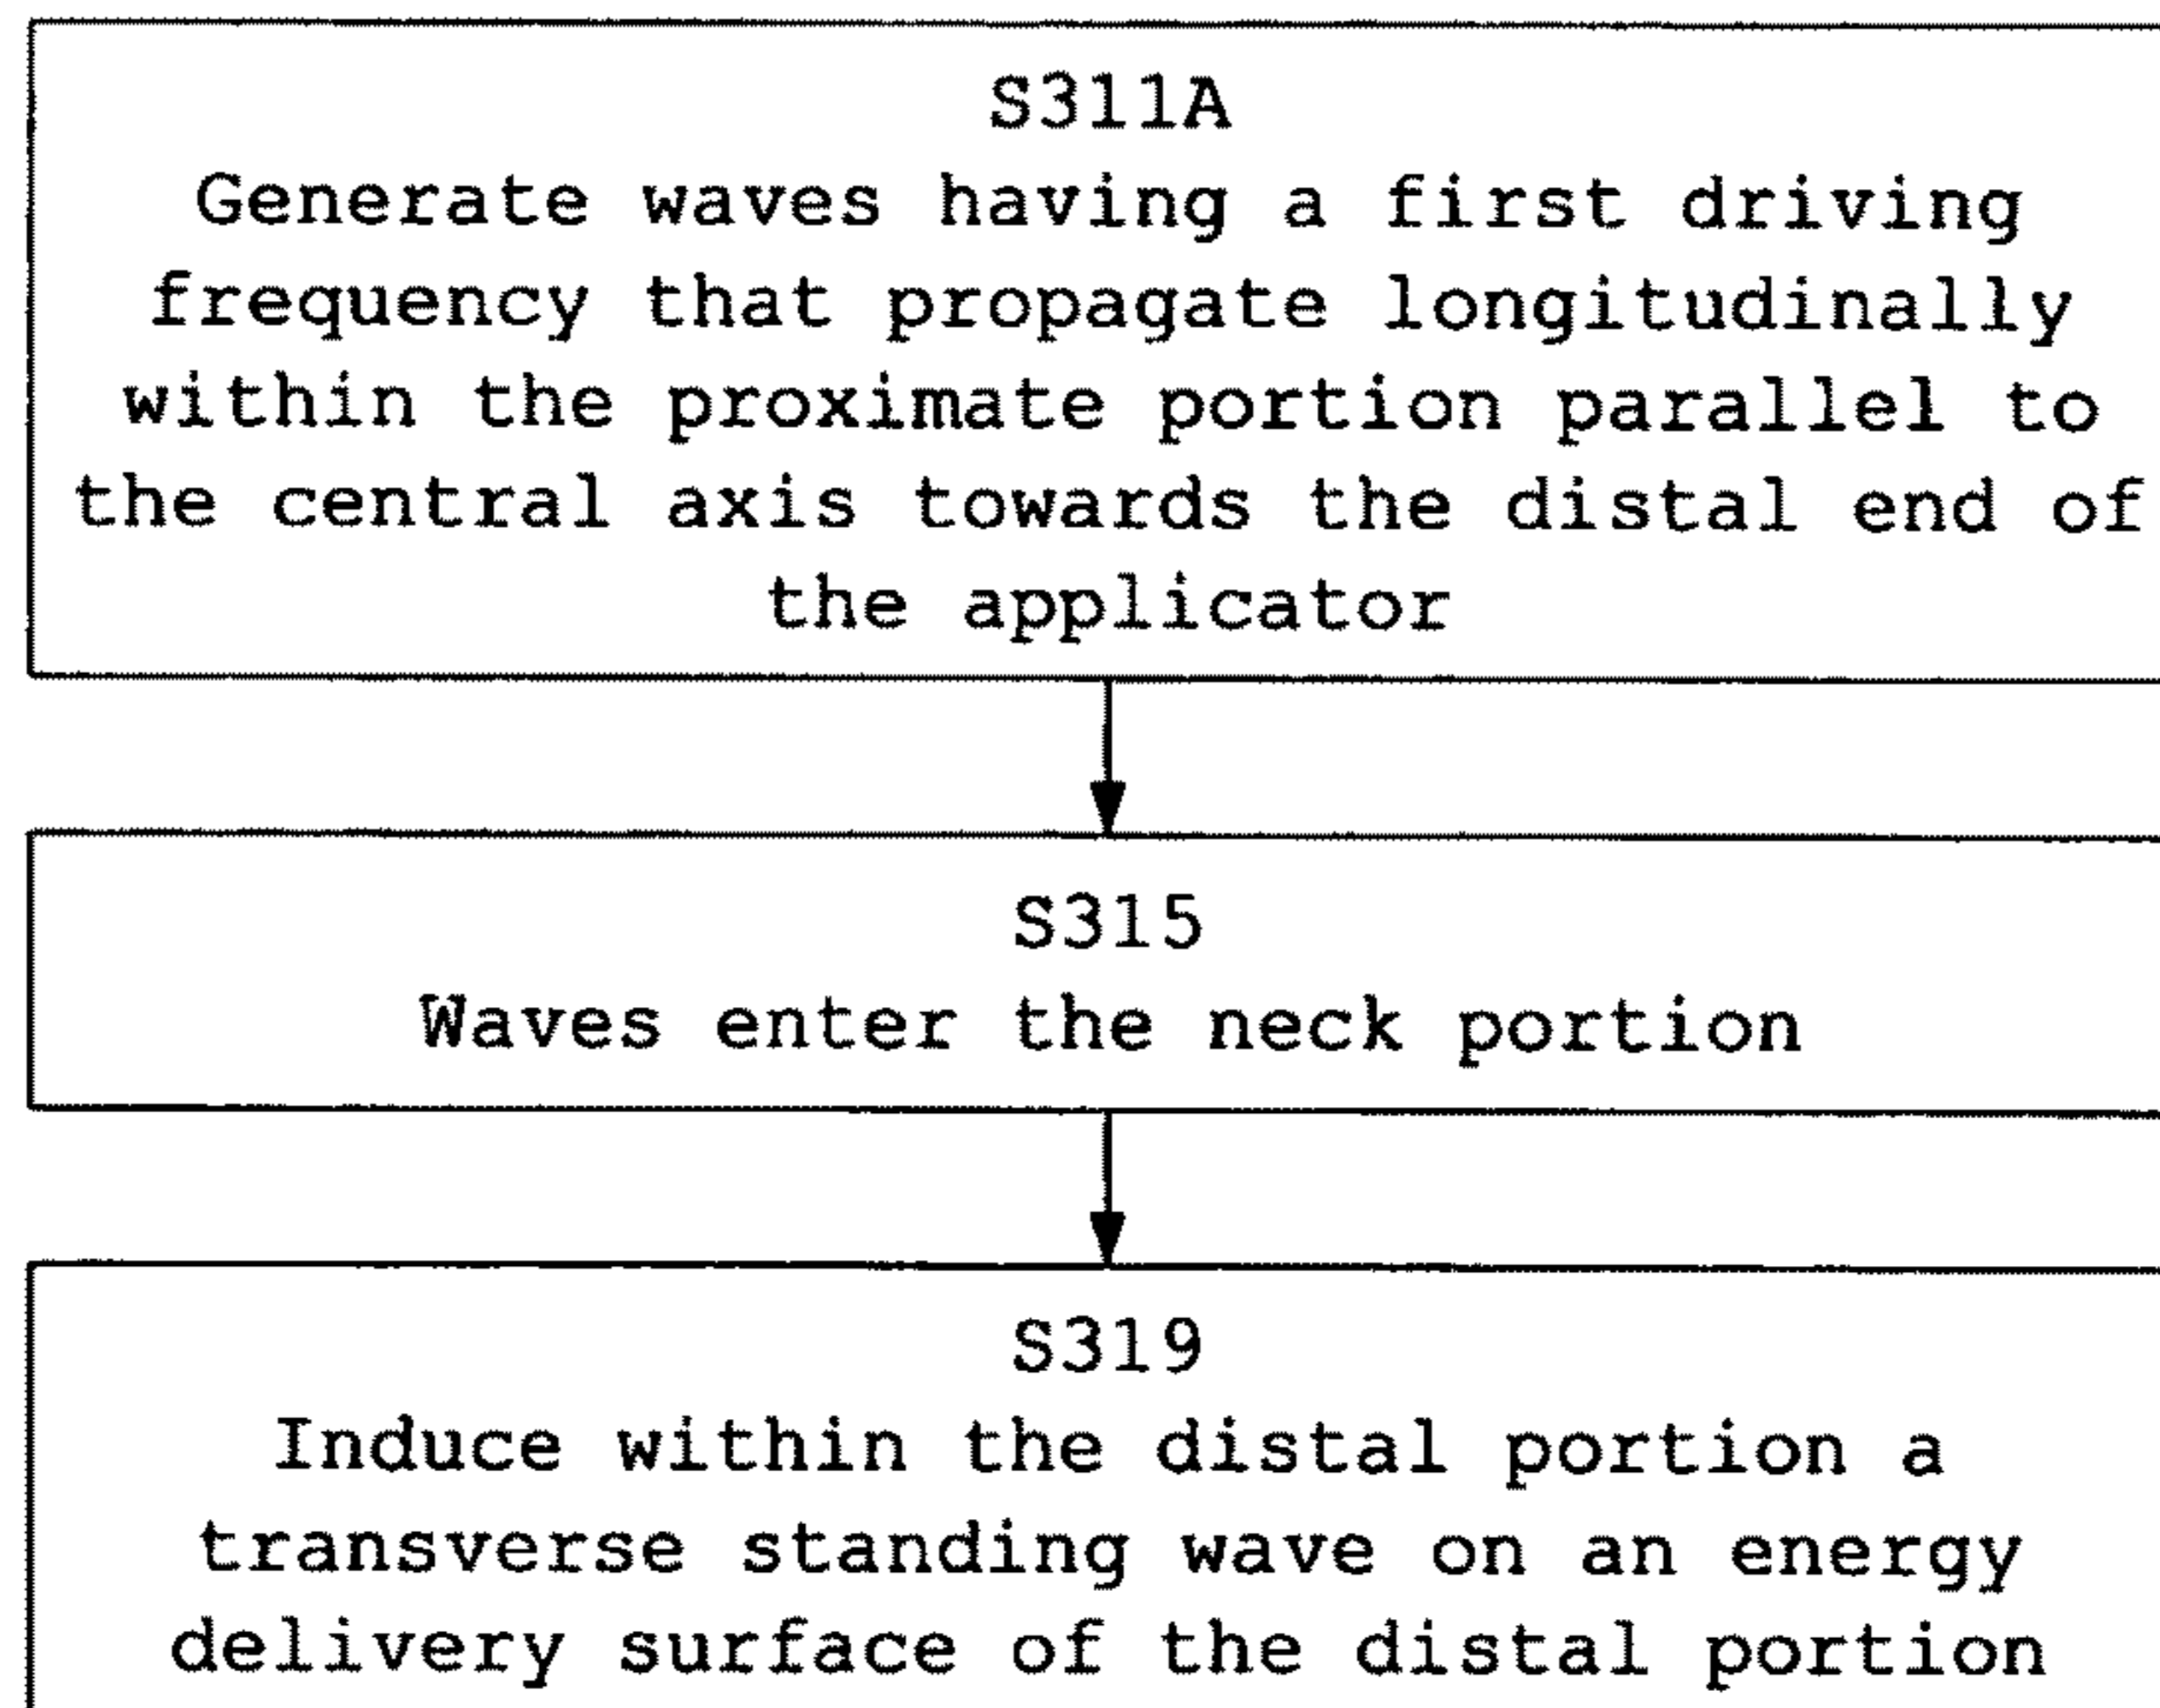 S311A
Generate waves having a first driving
frequency that propagate longitudinally
within the proximate portion parallel to
the central axis towards the distal end of
the applicator
S315
Waves enter the neck portion
S319
Induce within the distal portion a
transverse standing wave on an energy
delivery surface of the distal portion